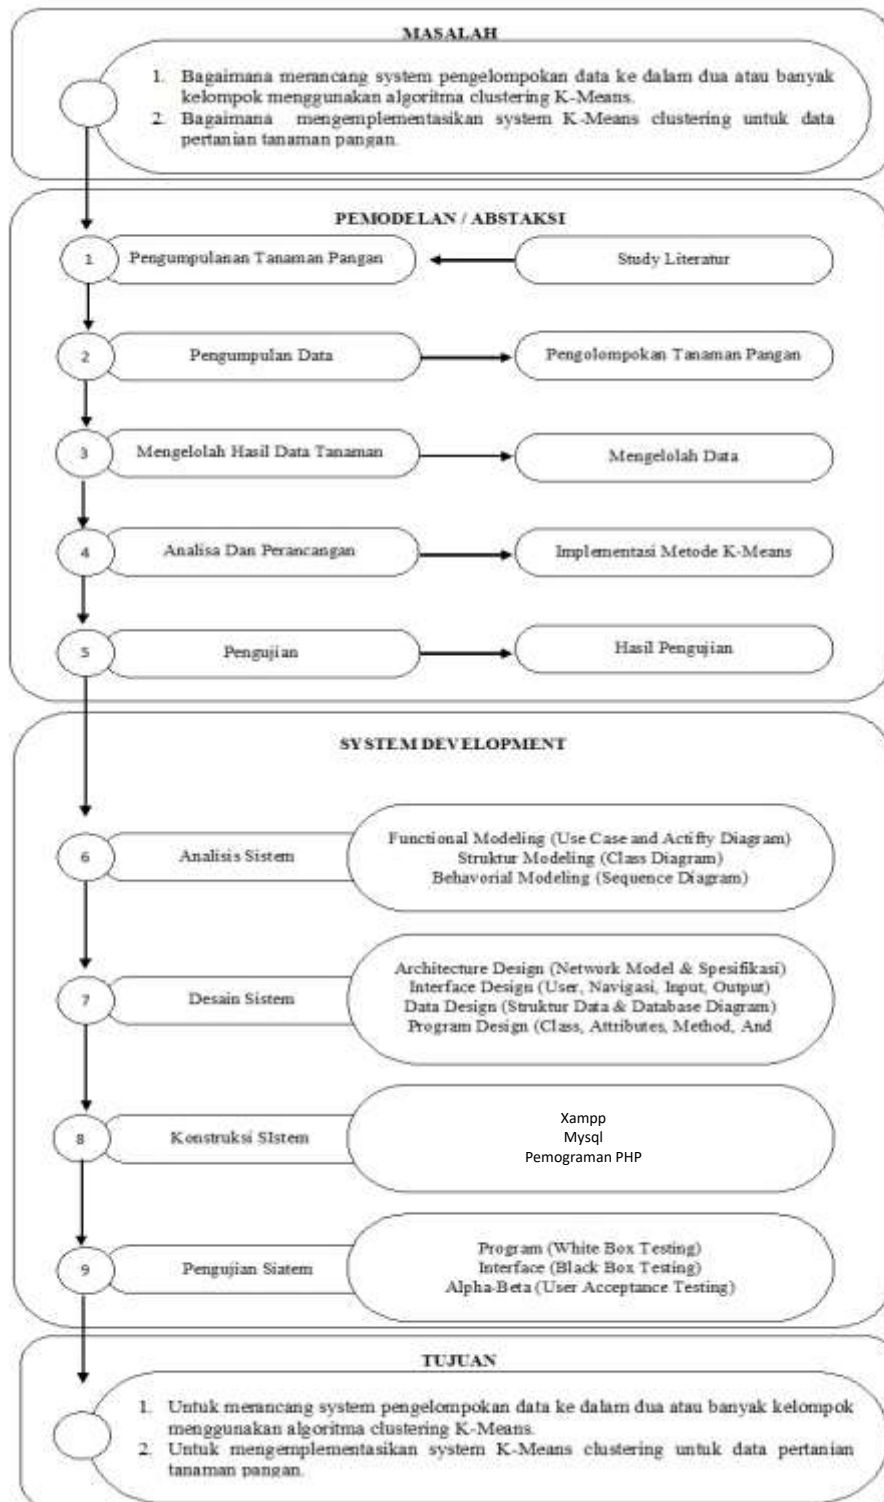 MASALAH
1. Bagaimana merancang system pengelompokan data ke dalam dua atau banyak
kelompok menggunakan algoritma clustering K-Means.
2. Bagaimana mengemplementasikan system K-Means clustering untuk data
pertanian tanaman pangan.
PEMODELAN / ABSTAKSI
1 Pengumpulanan Tanaman Pangan
Study Literatur
2 Pengumpulan Data
Pengolompokan Tanaman Pangan
3 Mengelolah Hasil Data Tanaman
Mengelolah Data
4 Analisa Dan Perancangan
Implementasi Metode K-Means
5 Pengujian
Hasil Pengujian
SYSTEM DEVELOPMENT
6 Analisis Sistem
Functional Modeling (Use Case and Actifty Diagram)
Struktur Modeling (Class Diagram)
Behavorial Modeling (Sequence Diagram)
7 Desain Sistem
Architecture Design (Network Model & Spesifikasi)
Interface Design (User, Navigasi, Input, Output)
Data Design (Struktur Data & Database Diagram)
Program Design (Class, Attributes, Method, And
8 Konstruksi SIstem
Xampp
Mysql
Pemograman PHP
9 Pengujian Siatem
Program (White Box Testing)
Interface (Black Box Testing)
Alpha-Beta (User Acceptance Testing)
TUJUAN
1. Untuk merancang system pengelompokan data ke dalam dua atau banyak kelompok
menggunakan algoritma clustering K-Means.
2. Untuk mengemplementasikan system K-Means clustering untuk data pertanian
tanaman pangan.